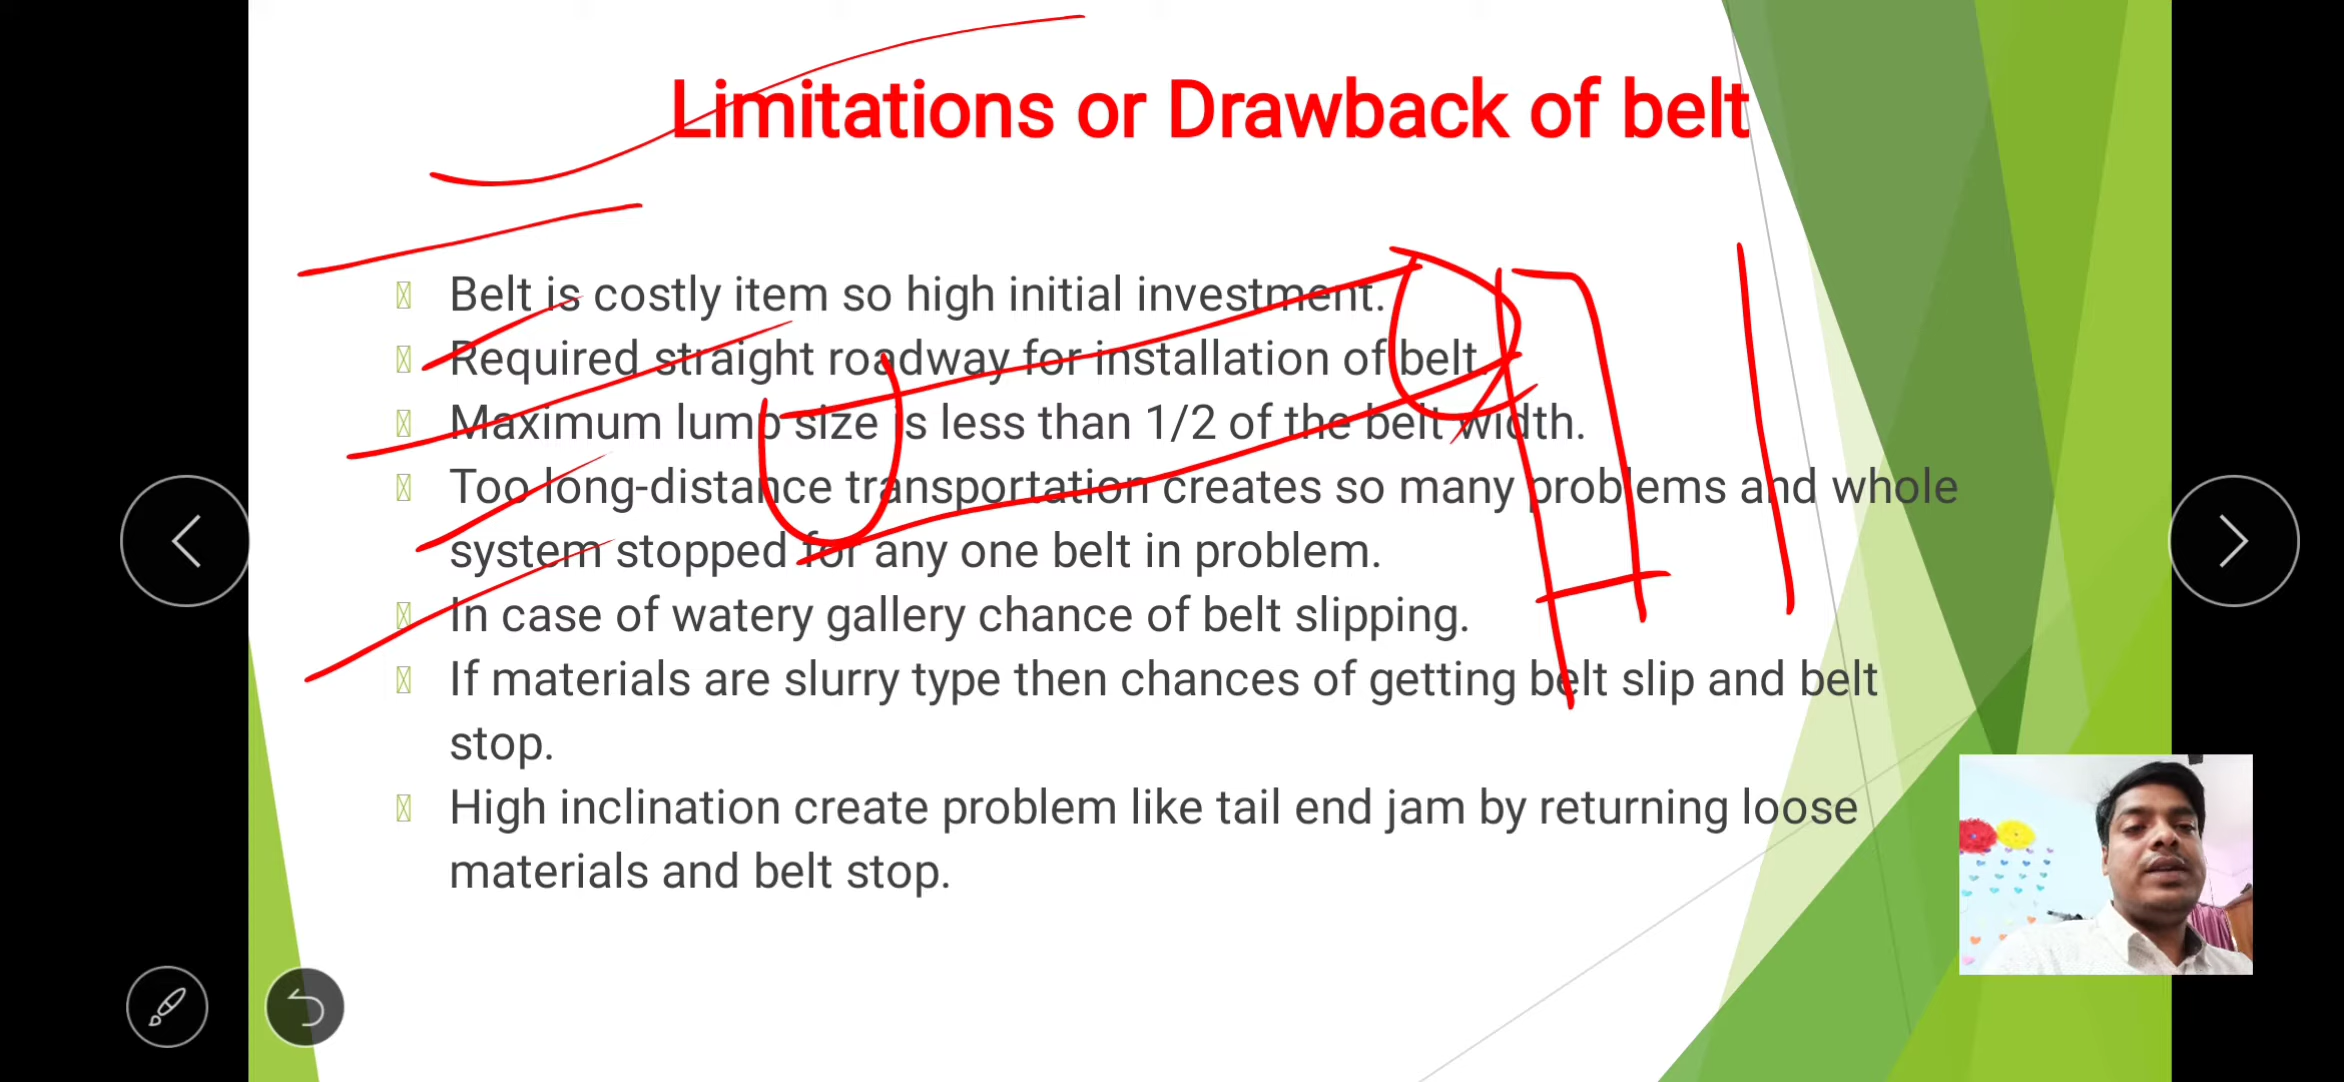 Limitations or Drawback of belt
Belt is costly item so high initial investment.
Required straight roadway for installation of belt.
Maximum lump size is less than 1/2 of the belt width.
Too long-distance transportation creates so many problems and whole
system stopped for any one belt in problem.
In case of watery gallery chance of belt slipping.
If materials are slurry type then chances of getting belt slip and belt
stop.
High inclination create problem like tail end jam by returning loose
materials and belt stop.